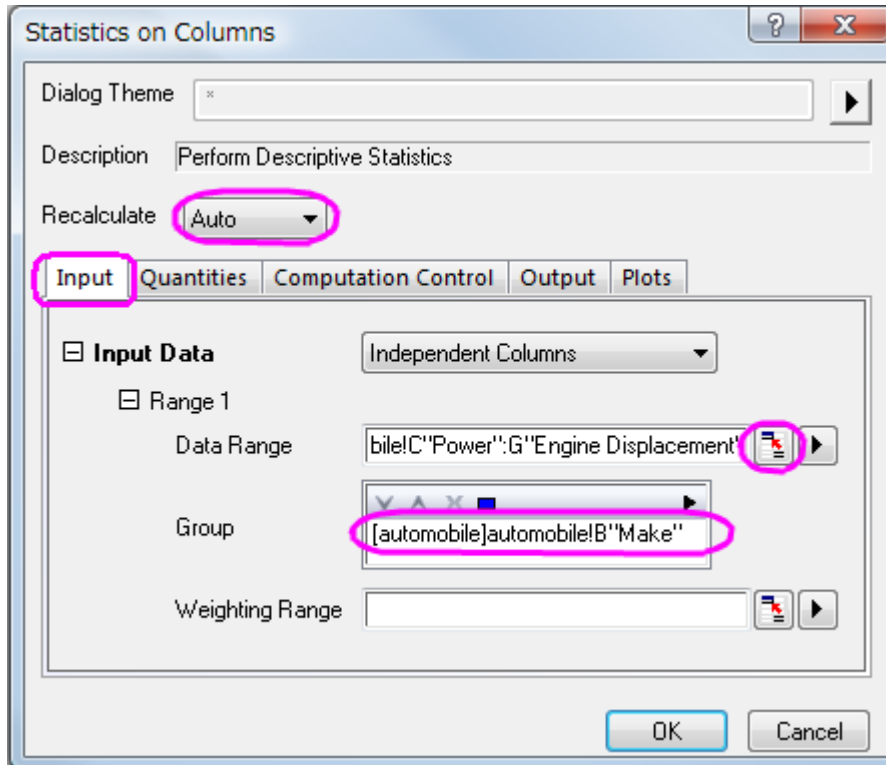 Statistics on Columns
Dialog Theme *
Description Perform Descriptive Statistics
Recalculate Auto
Input Quantities Computation Control Output Plots
Input Data Independent Columns
Range 1
Data Range bile!C"Power":G"Engine Displacement"
Group
[automobile]automobile!B"Make"
Weighting Range
OK Cancel